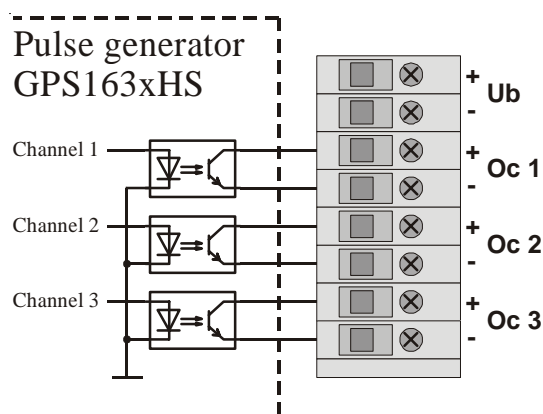 Pulse generator
GPS163xHS
+
Ub
-
Channel 1
+
Oc 1
-
Channel 2
+
Oc 2
-
Channel 3
+
Oc 3
-